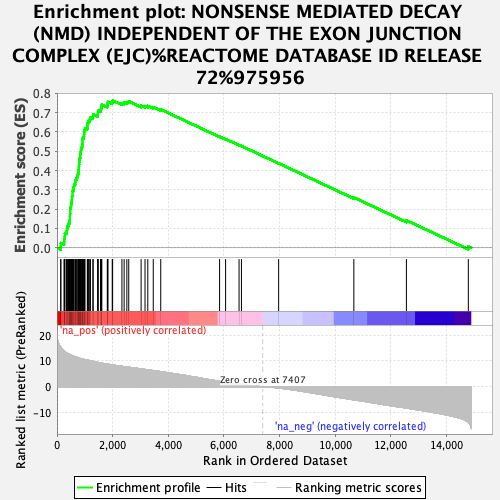 Enrichment plot: NONSENSE MEDIATED DECAY
(NMD) INDEPENDENT OF THE EXON JUNCTION
COMPLEX (EJC)%REACTOME DATABASE ID RELEASE
72%975956
Enrichment score (ES)
0.8
0.7
0.6
0.5
0.4
0.3
0.2
0.1
0.0
'na_pos' (positively correlated)
Ranked list metric (PreRanked)
20
10
0
-10
Zero cross at 7407
'na_neg' (negatively correlated)
0 2,000 4,000 6,000 8,000 10,000 12,000 14,000
Rank in Ordered Dataset
Enrichment profile Hits Ranking metric scores